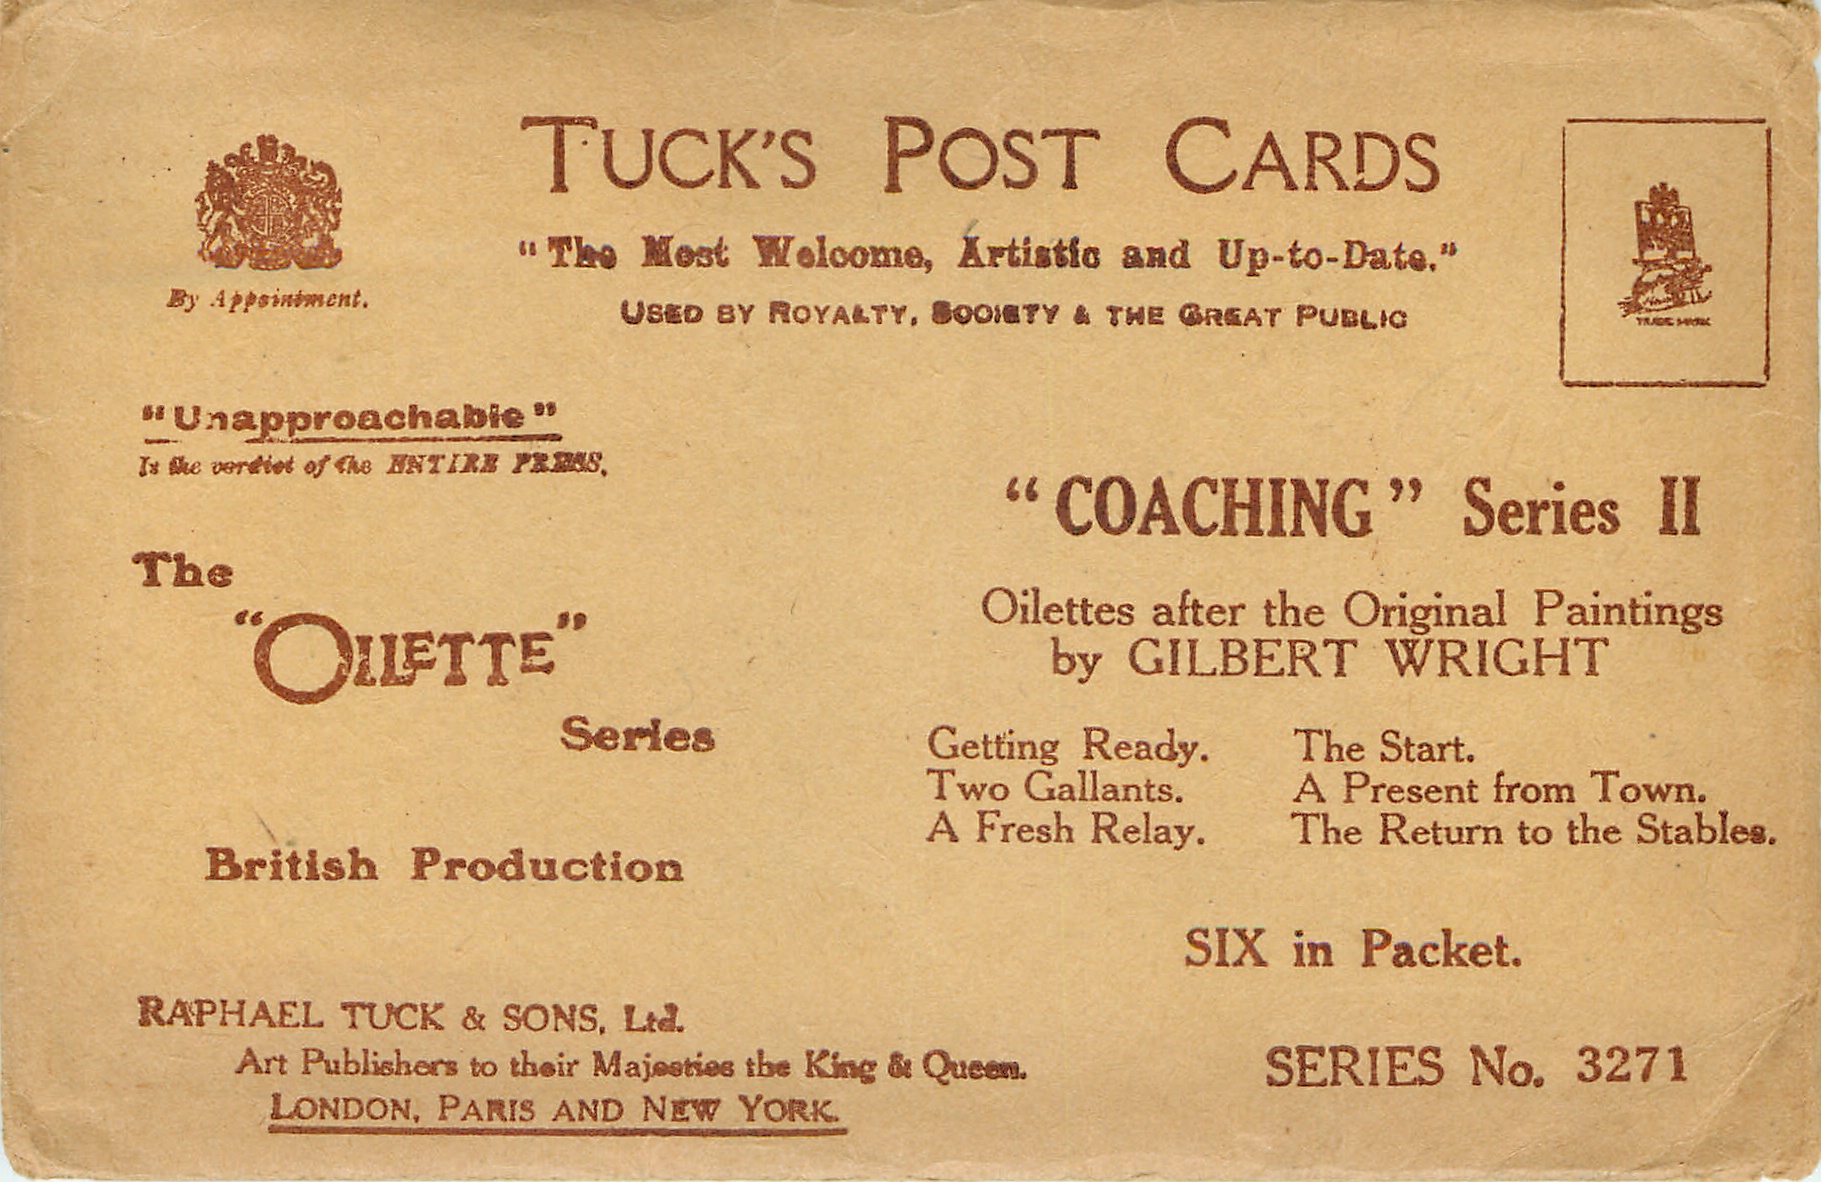 TUCK'S POST CARDS
"The Most Welcome, Artistic and Up-to-Date."
USED BY ROYALTY, SOCIETY & THE GREAT PUBLIC
By Appointment.
TRADE MARK
"Unapproachable"
Is the verdict of the ENTIRE PRESS.
The
"OILETTE"
Series
British Production
RAPHAEL TUCK & SONS, Ltd.
Art Publishers to their Majesties the King & Queen.
LONDON, PARIS AND NEW YORK.
"COACHING" Series II
Oilettes after the Original Paintings
by GILBERT WRIGHT
Getting Ready. The Start.
Two Gallants. A Present from Town.
A Fresh Relay. The Return to the Stables.
SIX in Packet.
SERIES No. 3271